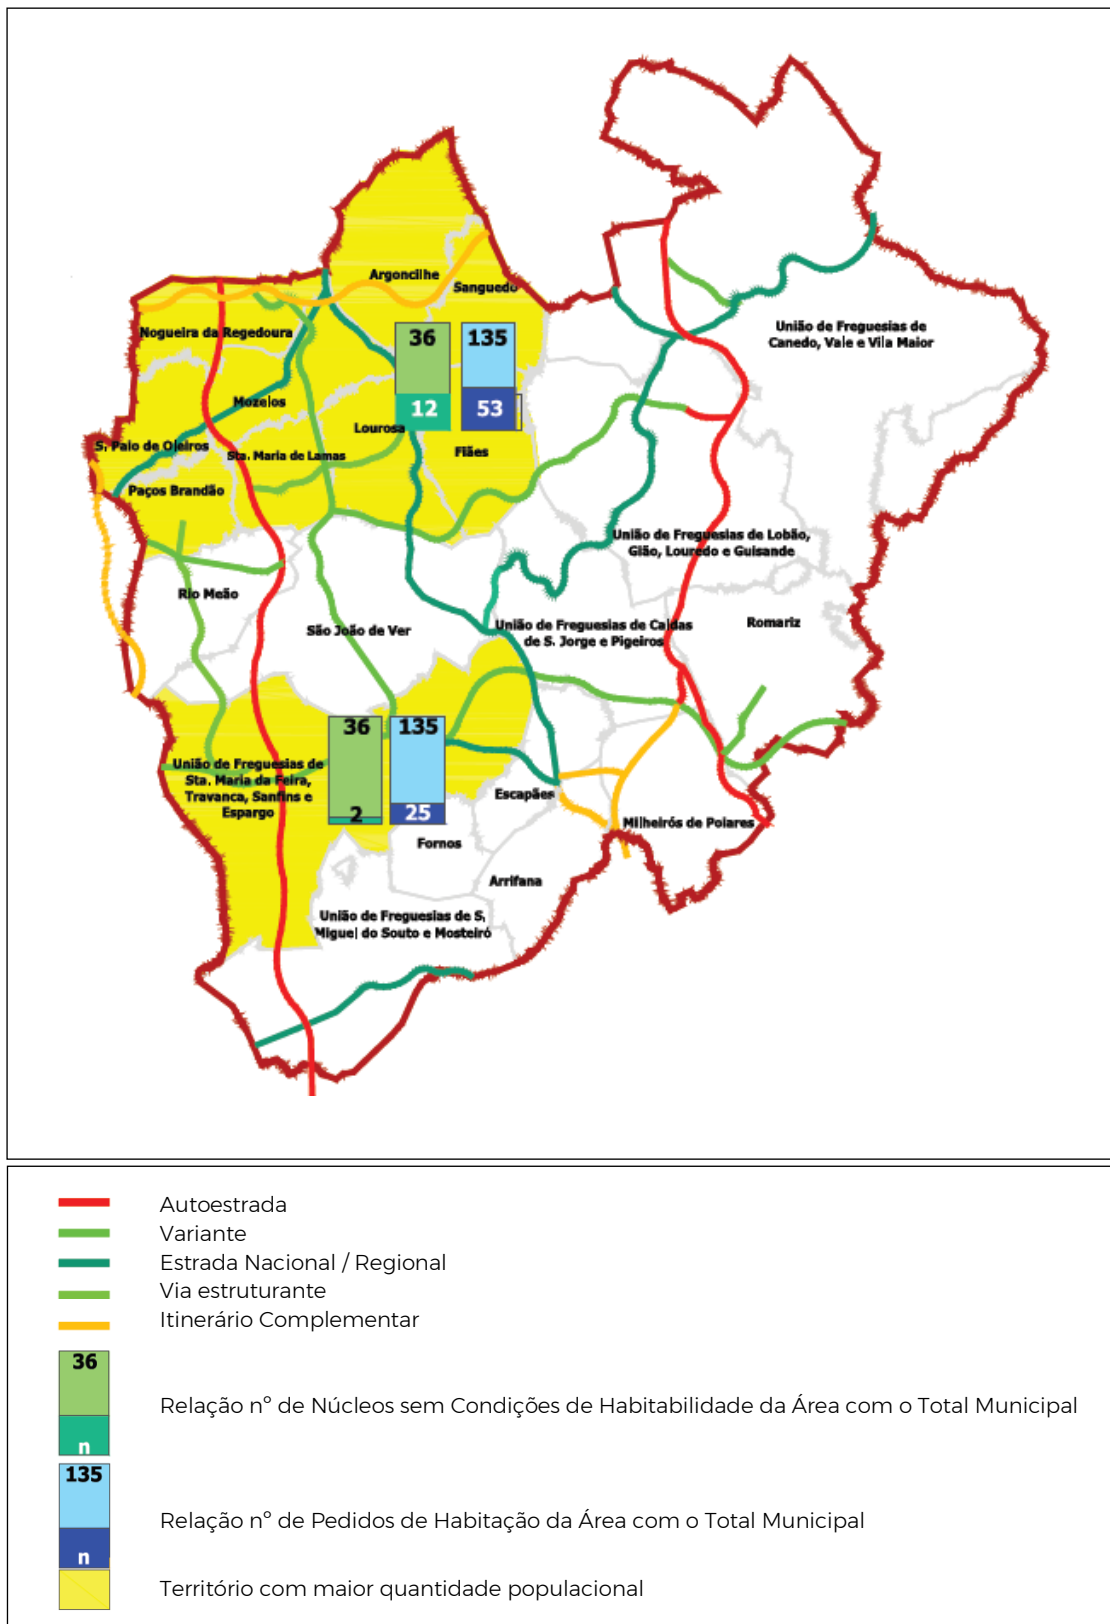 Argoncilhe
Sanguedo
Nogueira da Regedoura
União de Freguesias de
Canedo, Vale e Vila Maior
36
135
12
53
Mozelos
Lourosa
S. Paio de Oleiros
Sta. Maria de Lamas
Fiães
Paços Brandão
União de Freguesias de Lobão,
Gião, Louredo e Guisande
Rio Meão
São João de Ver
União de Freguesias de Caldas
de S. Jorge e Pigeiros
Romariz
36
135
2
25
União de Freguesias de
Sta. Maria da Feira,
Travanca, Sanfins e
Espargo
Escapães
Milheirós de Poiares
Fornos
Arrifana
União de Freguesias de S.
Miguel do Souto e Mosteiró
Autoestrada
Variante
Estrada Nacional / Regional
Via estruturante
Itinerário Complementar
36
n
Relação nº de Núcleos sem Condições de Habitabilidade da Área com o Total Municipal
135
n
Relação nº de Pedidos de Habitação da Área com o Total Municipal
Território com maior quantidade populacional